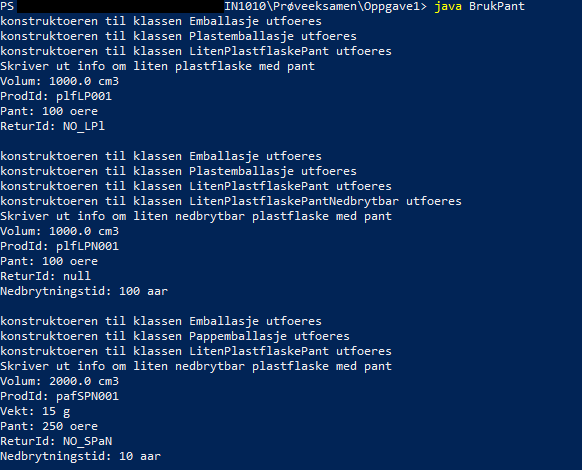 PS IN1010\Prøveeksamen\Oppgave1> java BrukPant
konstruktoeren til klassen Emballasje utfoeres
konstruktoeren til klassen Plastemballasje utfoeres
konstruktoeren til klassen LitenPlastflaskePant utfoeres
Skriver ut info om liten plastflaske med pant
Volum: 1000.0 cm3
ProdId: plfLP001
Pant: 100 oere
ReturId: NO_LPl
konstruktoeren til klassen Emballasje utfoeres
konstruktoeren til klassen Plastemballasje utfoeres
konstruktoeren til klassen LitenPlastflaskePant utfoeres
konstruktoeren til klassen LitenPlastflaskePantNedbrytbar utfoeres
Skriver ut info om liten nedbrytbar plastflaske med pant
Volum: 1000.0 cm3
ProdId: plfLPN001
Pant: 100 oere
ReturId: null
Nedbrytningstid: 100 aar
konstruktoeren til klassen Emballasje utfoeres
konstruktoeren til klassen Pappemballasje utfoeres
konstruktoeren til klassen LitenPlastflaskePant utfoeres
Skriver ut info om liten nedbrytbar plastflaske med pant
Volum: 2000.0 cm3
ProdId: pafSPN001
Vekt: 15 g
Pant: 250 oere
ReturId: NO_SPaN
Nedbrytningstid: 10 aar